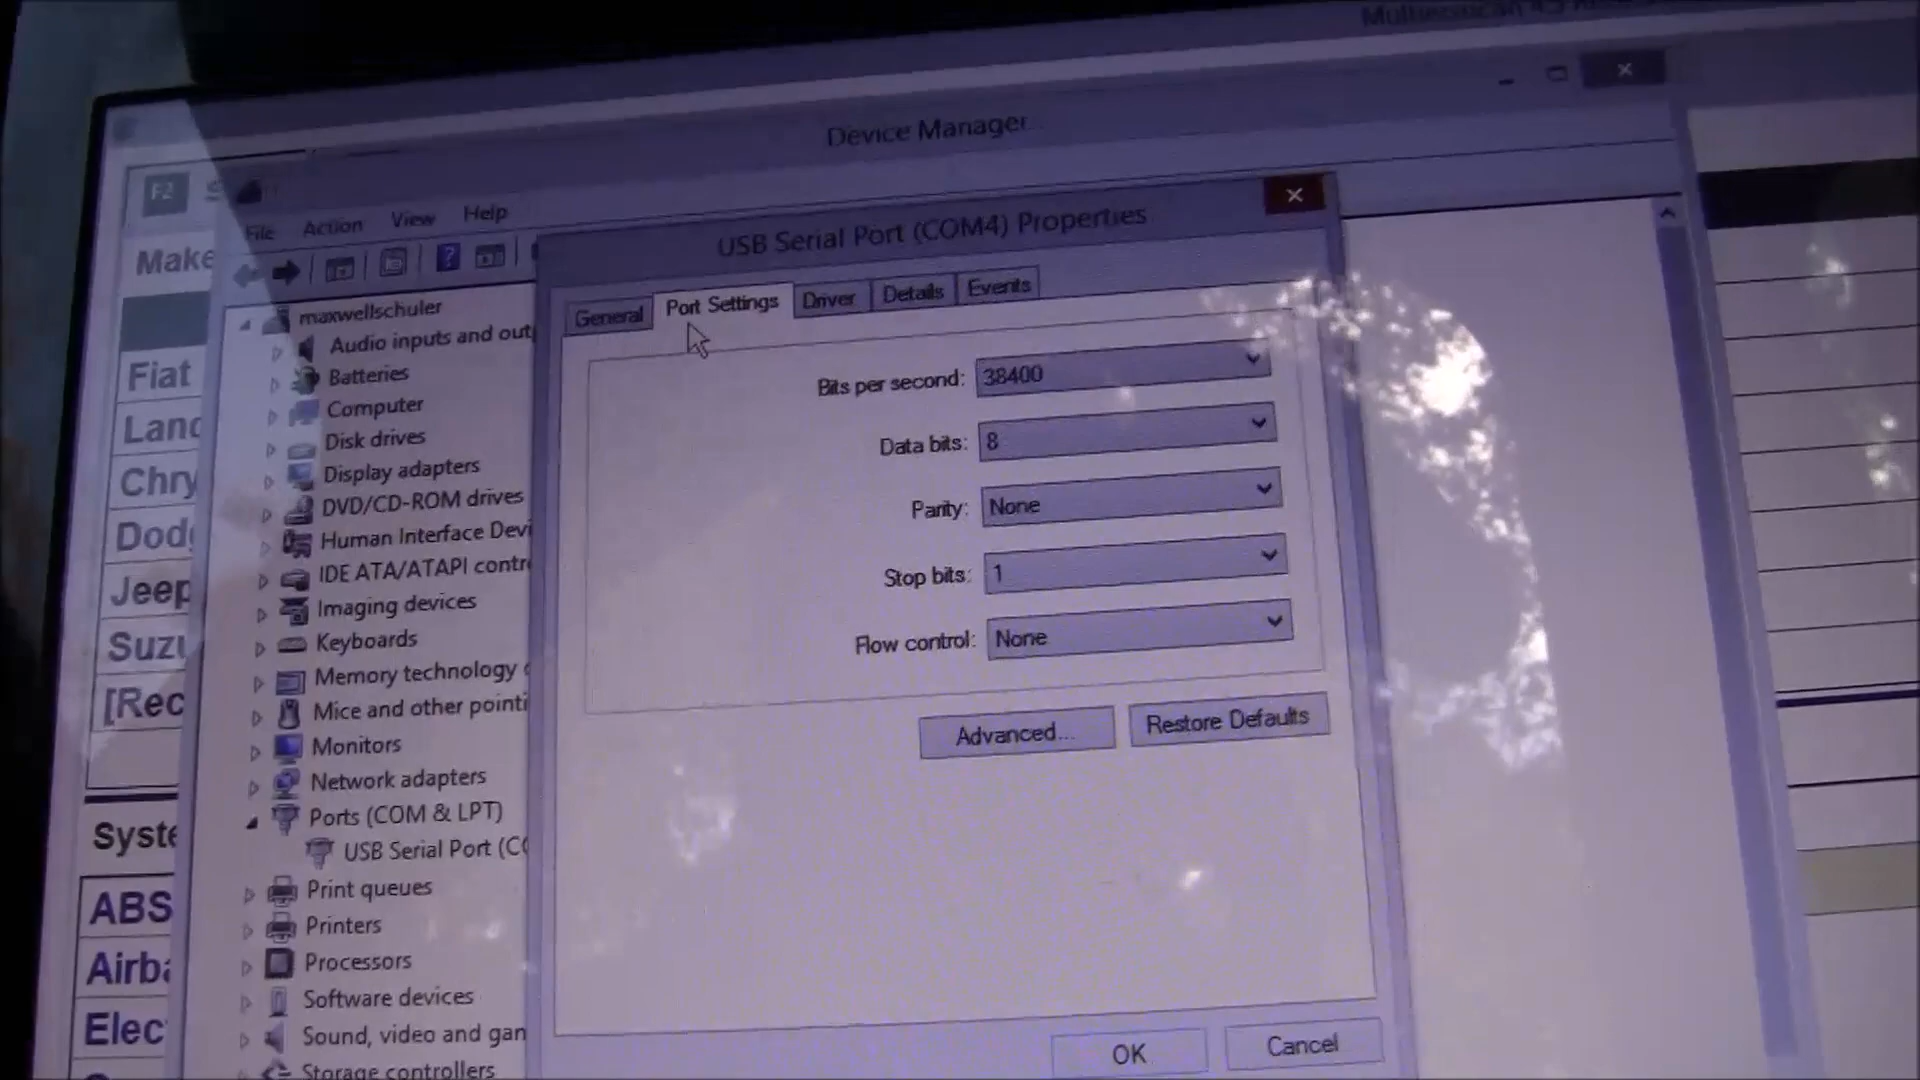 Device Manager
F2
File Action View Help
USB Serial Port (COM4) Properties
General Port Settings Driver Details Events
Make
maxwellschuler
Audio inputs and out
Batteries
Computer
Disk drives
Display adapters
DVD/CD-ROM drives
Human Interface Devi
IDE ATA/ATAPI contr
Imaging devices
Keyboards
Memory technology
Mice and other pointi
Monitors
Network adapters
Ports (COM & LPT)
USB Serial Port (CO
Print queues
Printers
Processors
Software devices
Sound, video and gam
Storage controllers
Fiat
Land
Chry
Dodg
Jeep
Suzu
[Rec
Syste
ABS
Airba
Elec
Bits per second: 38400
Data bits: 8
Parity: None
Stop bits: 1
Flow control: None
Advanced... Restore Defaults
OK Cancel